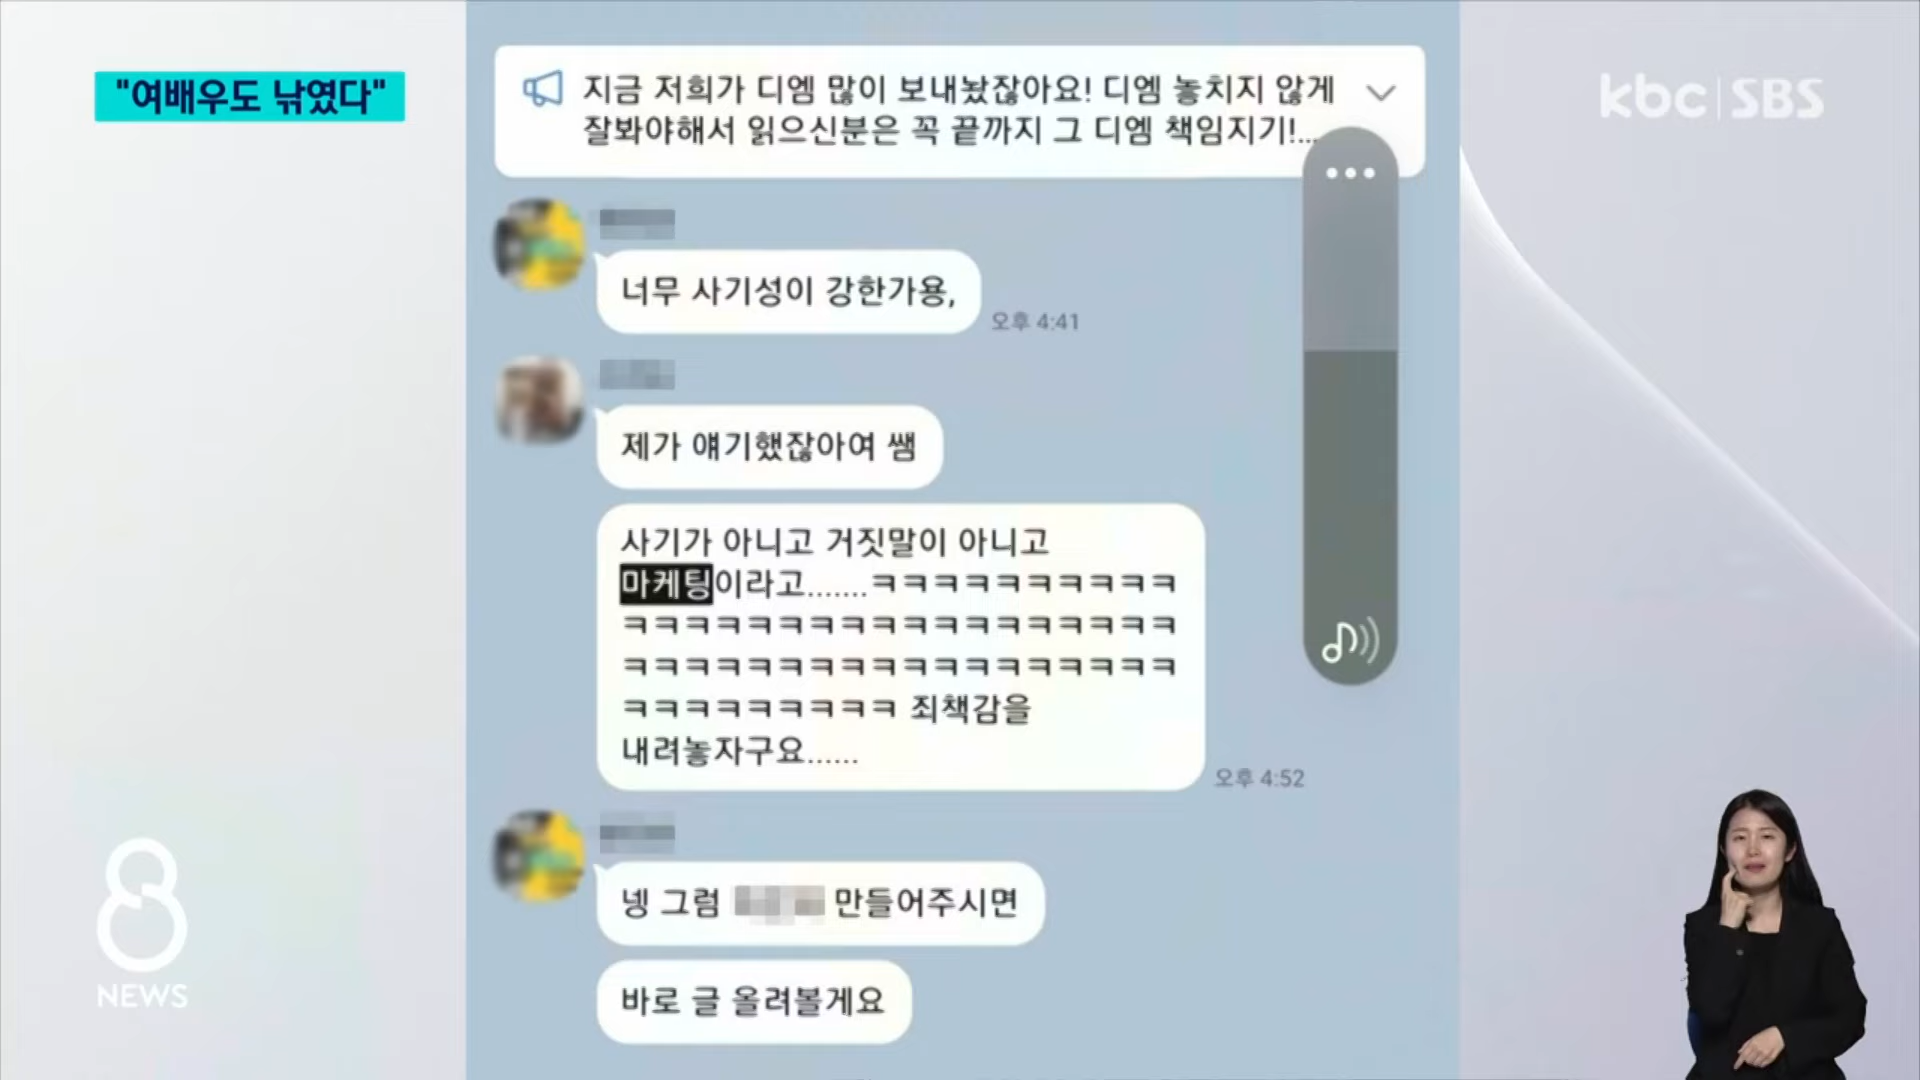 "여배우도 낚였다"
kbc SBS
지금 저희가 디엠 많이 보내놨잖아요! 디엠 놓치지 않게
잘봐야해서 읽으신분은 꼭 끝까지 그 디엠 책임지기!...
너무 사기성이 강한가용,
오후 4:41
제가 얘기했잖아여 쌤
사기가 아니고 거짓말이 아니고
마케팅이라고.......ㅋㅋㅋㅋㅋㅋㅋㅋㅋㅋ
ㅋㅋㅋㅋㅋㅋㅋㅋㅋㅋㅋㅋㅋㅋㅋㅋㅋㅋ
ㅋㅋㅋㅋㅋㅋㅋㅋㅋㅋㅋㅋㅋㅋㅋㅋㅋㅋ
ㅋㅋㅋㅋㅋㅋㅋㅋㅋ 죄책감을
내려놓자구요......
오후 4:52
넹 그럼 만들어주시면
바로 글 올려볼게요
8
NEWS